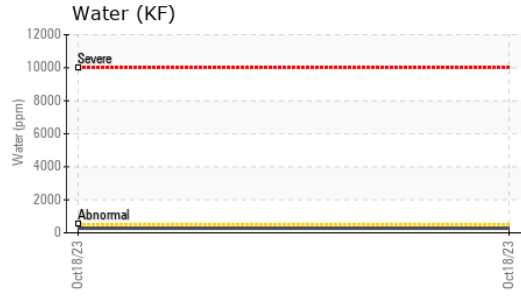 Water (KF)
12000
Severe
10000
8000
Water (ppm)
6000
4000
2000
Abnormal
0
Oct18/23
Oct18/23